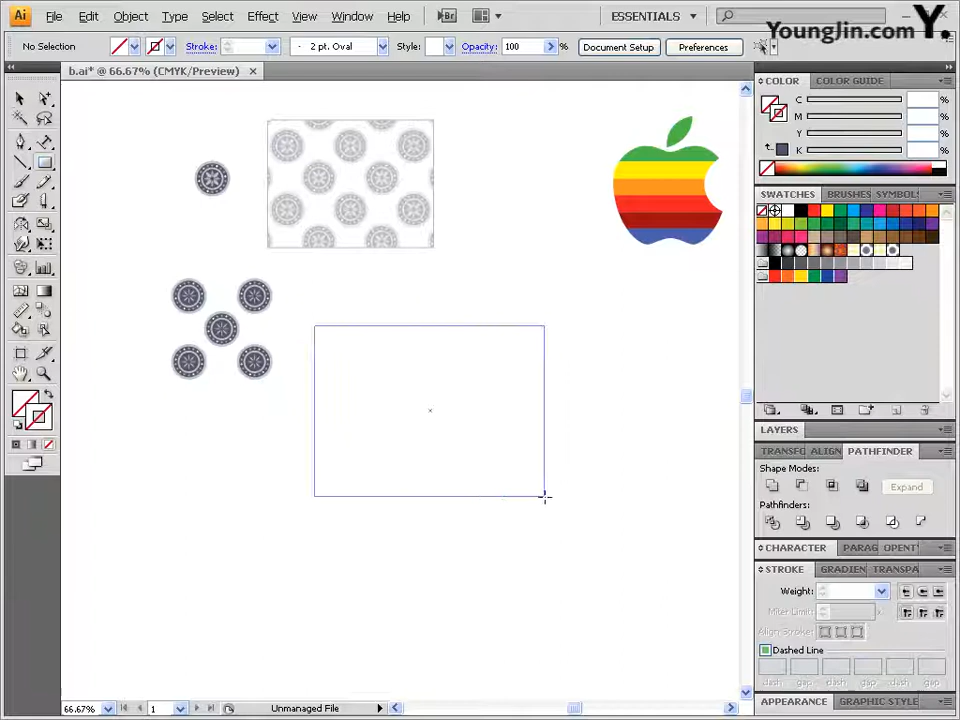 Ai File Edit Object Type Select Effect View Window Help Br ESSENTIALS
YoungJin.com Y.
No Selection Stroke: 2 pt. Oval Style: Opacity: 100 % Document Setup Preferences
b.ai* @ 66.67% (CMYK/Preview)
COLOR COLOR GUIDE
C %
M %
Y %
K %
SWATCHES BRUSHES SYMBOL
LAYERS
TRANSFO ALIGN PATHFINDER
Shape Modes:
Expand
Pathfinders:
CHARACTER PARAG OPENT
STROKE GRADIEN TRANSPA
Weight:
Miter Limit: x
Align Stroke:
Dashed Line
dash gap dash gap dash gap
APPEARANCE GRAPHIC STYLE
66.67% 1 Unmanaged File